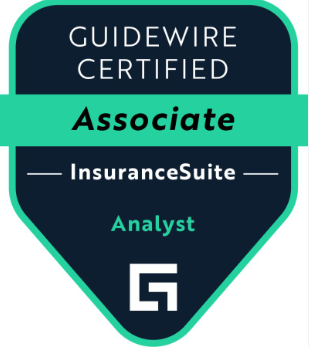 GUIDEWIRE
CERTIFIED
Associate
InsuranceSuite
Analyst